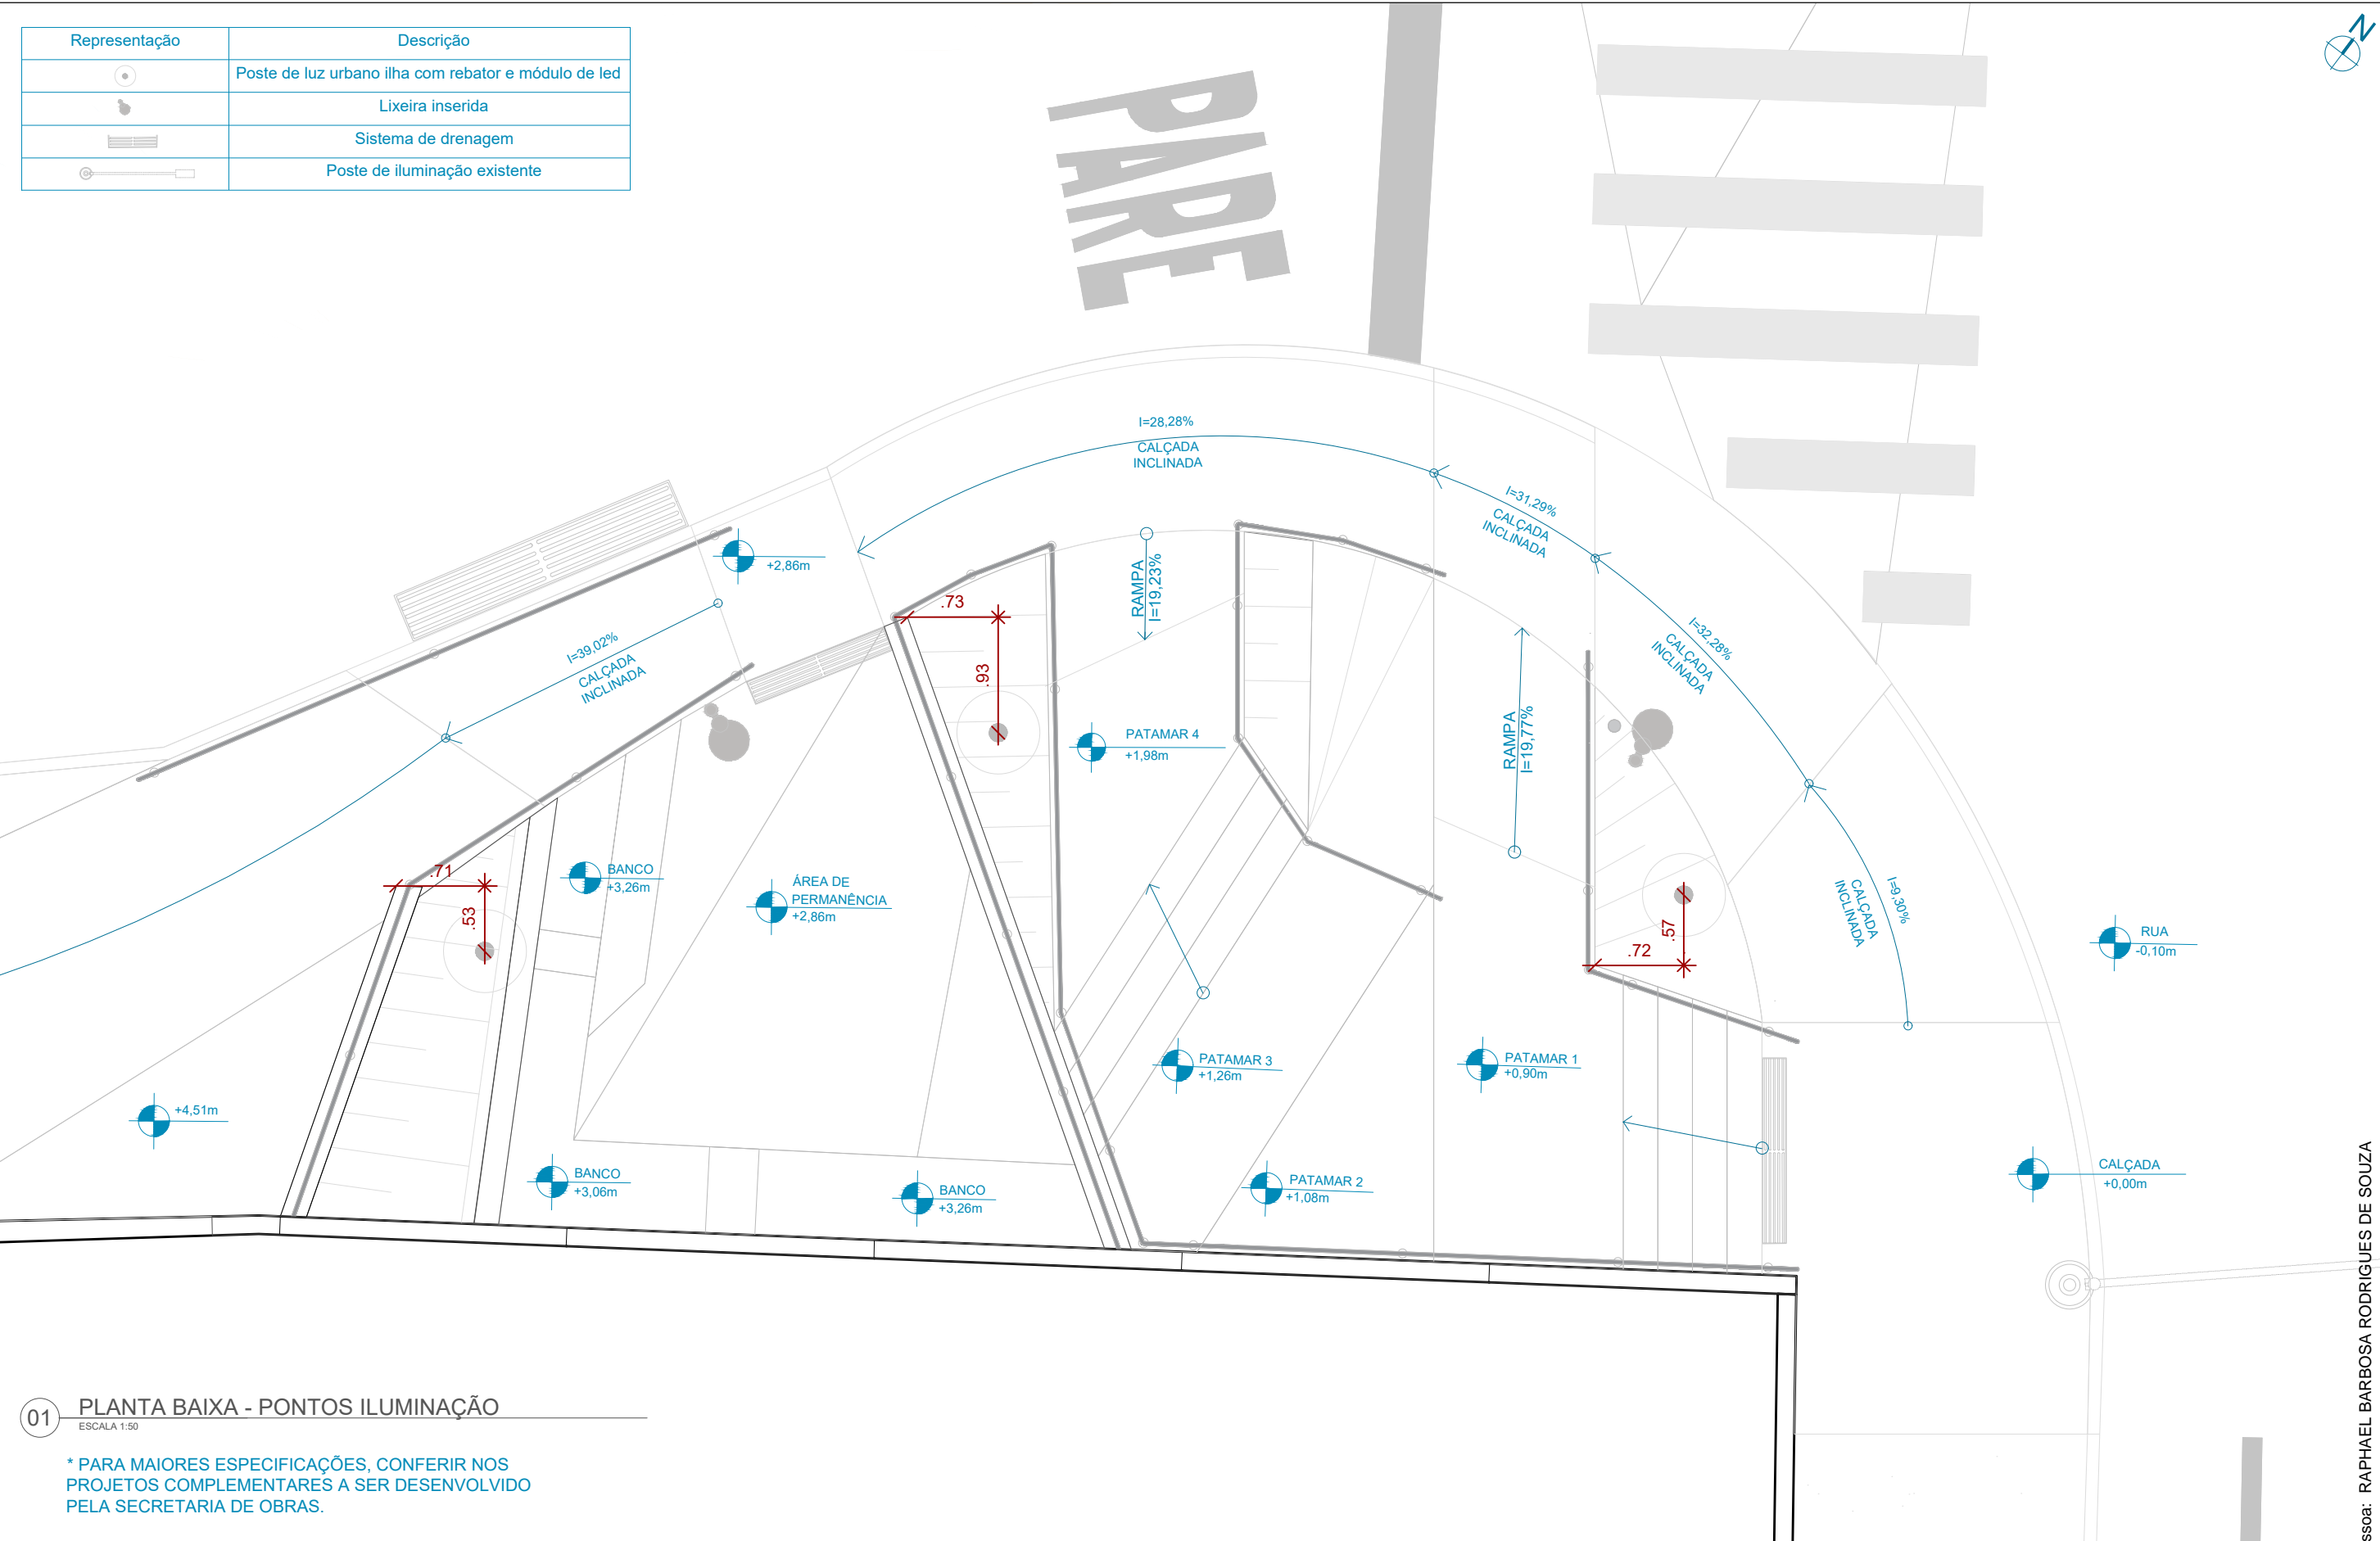 Representação Descrição
Poste de luz urbano ilha com rebator e módulo de led
Lixeira inserida
Sistema de drenagem
Poste de iluminação existente
N
PARE
I=28,28%
CALÇADA
INCLINADA
I=31,29%
CALÇADA
INCLINADA
I=32,28%
CALÇADA
INCLINADA
I=9,30%
CALÇADA
INCLINADA
I=39,02%
CALÇADA
INCLINADA
+2,86m
RAMPA
I=19,23%
.73
.93
PATAMAR 4
+1,98m
RAMPA
I=19,77%
.71
.53
BANCO
+3,26m
ÁREA DE
PERMANÊNCIA
+2,86m
.57
.72
RUA
-0,10m
PATAMAR 3
+1,26m
PATAMAR 1
+0,90m
+4,51m
BANCO
+3,06m
BANCO
+3,26m
PATAMAR 2
+1,08m
CALÇADA
+0,00m
01
PLANTA BAIXA - PONTOS ILUMINAÇÃO
ESCALA 1:50
* PARA MAIORES ESPECIFICAÇÕES, CONFERIR NOS
PROJETOS COMPLEMENTARES A SER DESENVOLVIDO
PELA SECRETARIA DE OBRAS.
ssoa: RAPHAEL BARBOSA RODRIGUES DE SOUZA